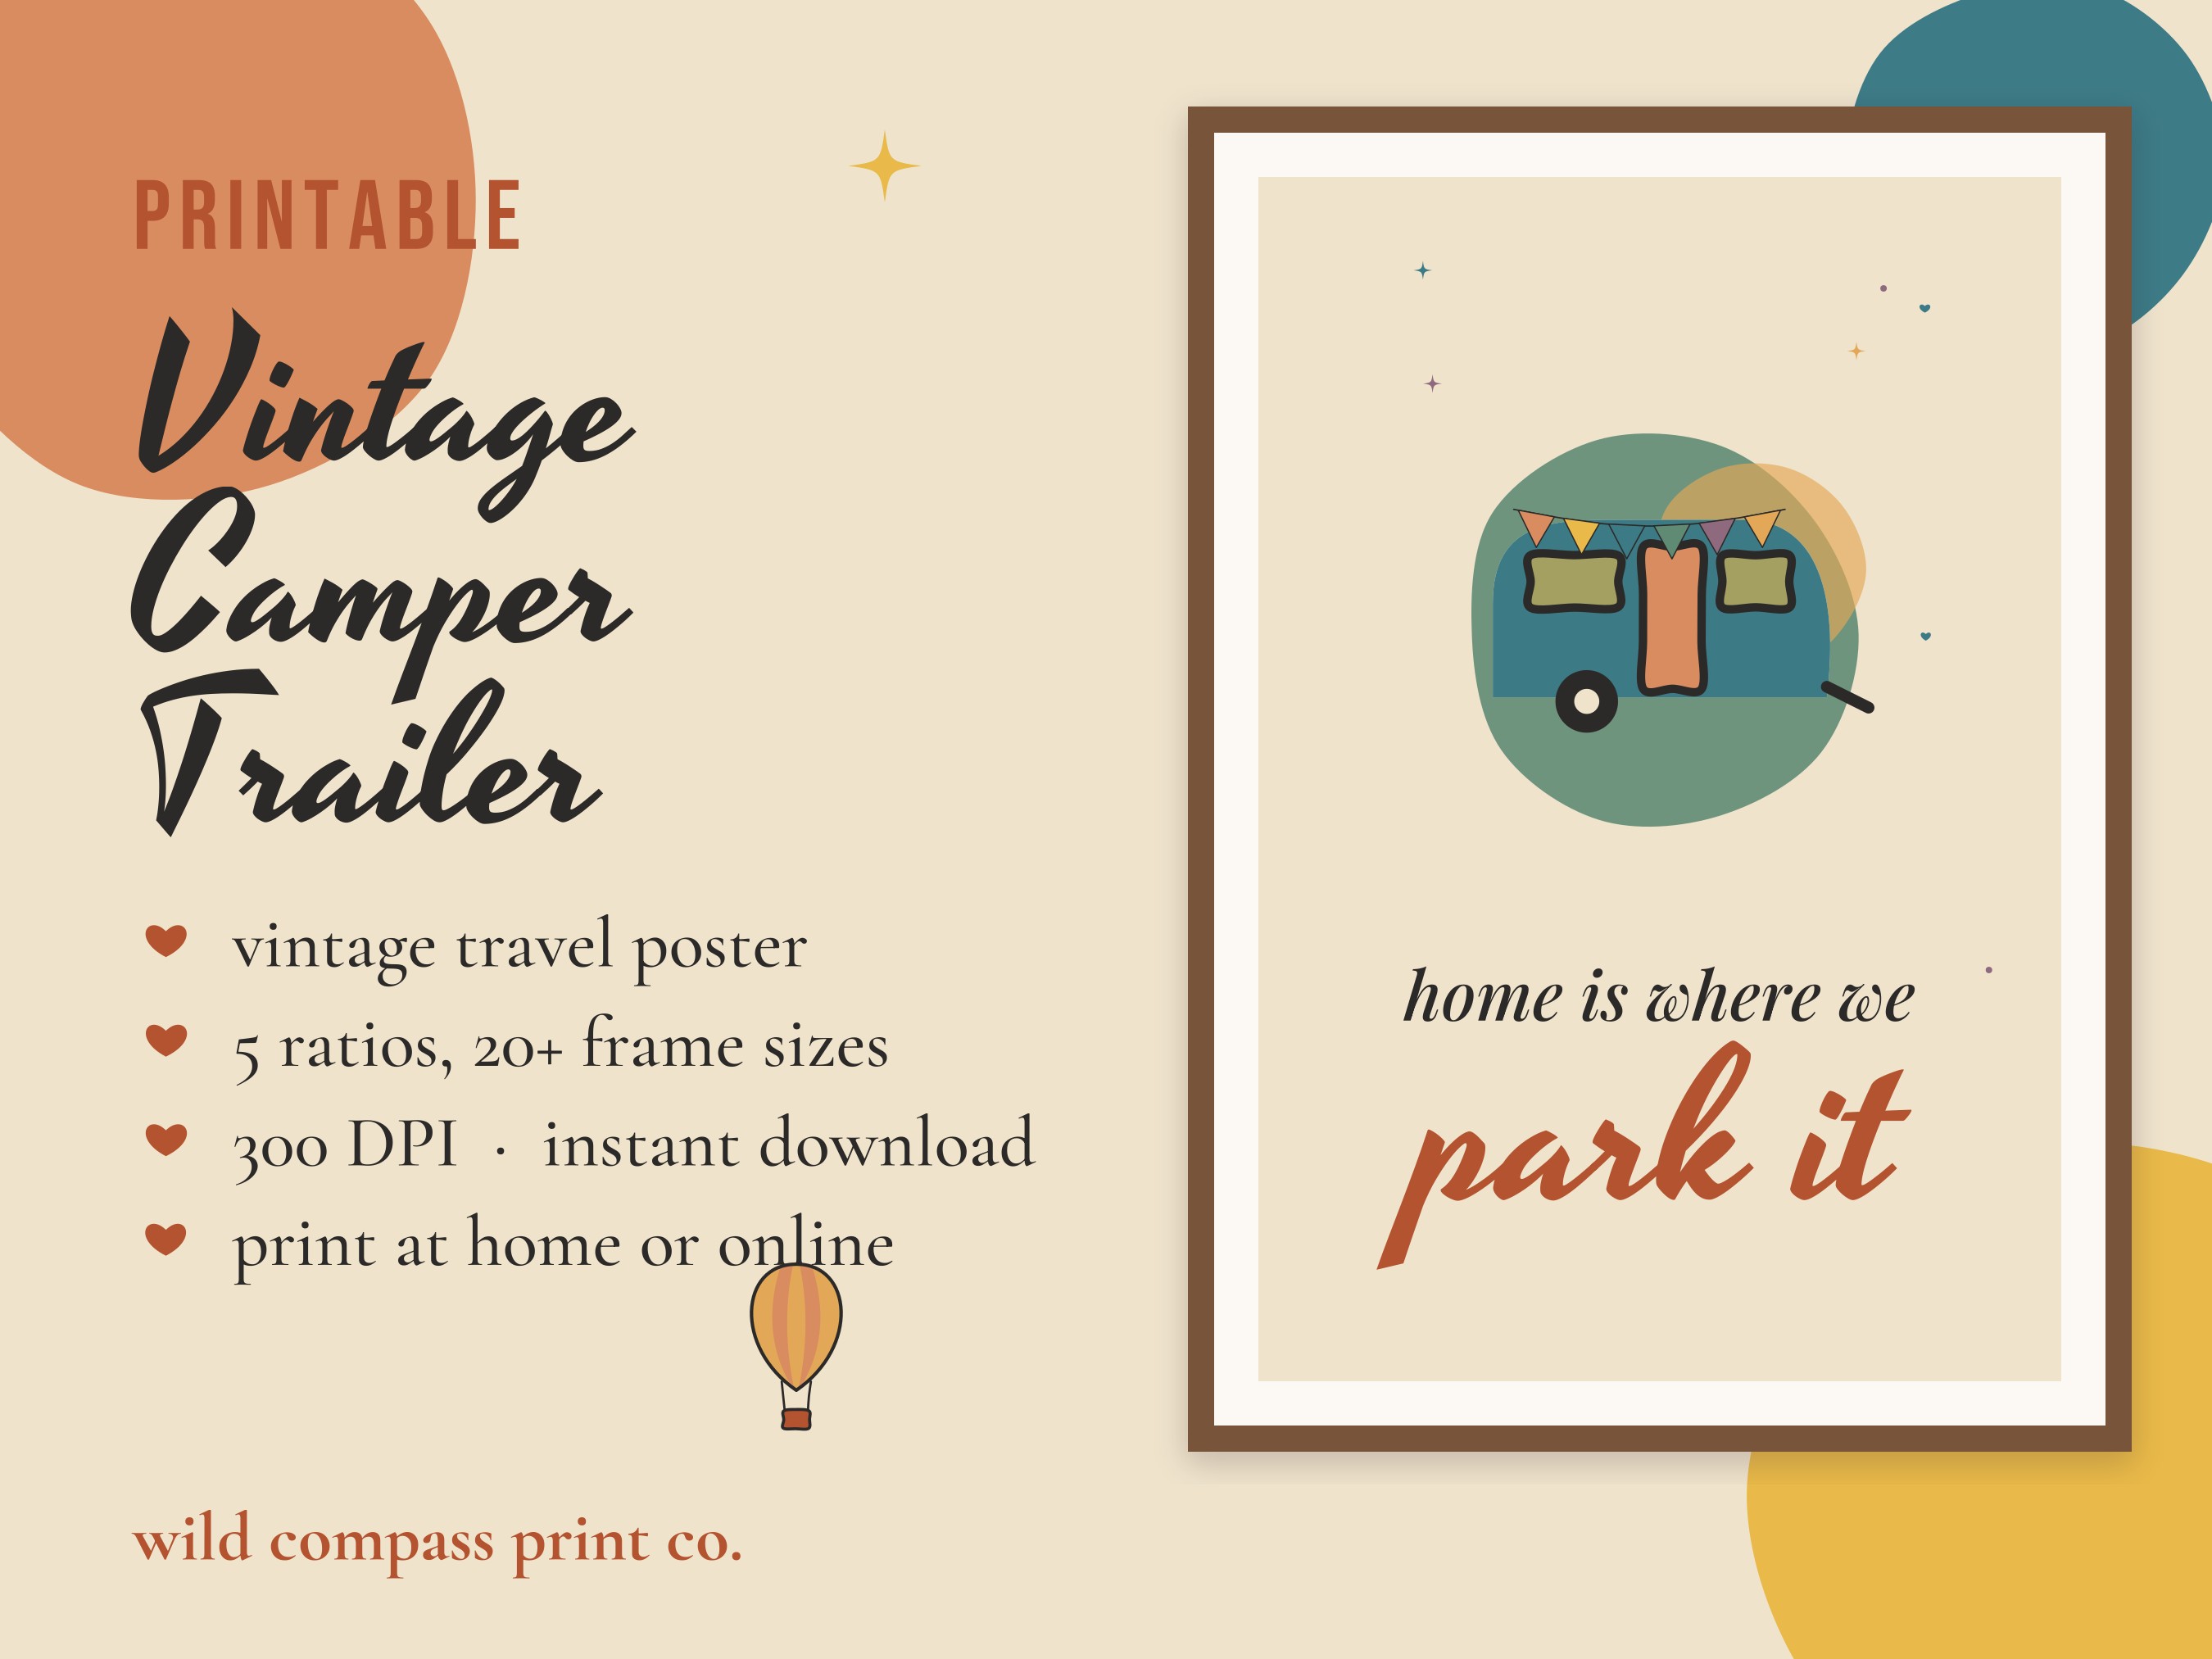 PRINTABLE
Vintage
Camper
Trailer
vintage travel poster
5 ratios, 20+ frame sizes
300 DPI · instant download
print at home or online
wild compass print co.
home is where we
park it